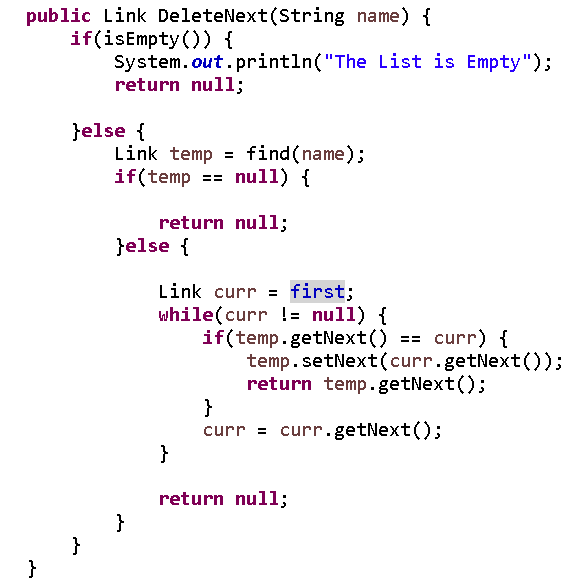 public Link DeleteNext(String name) {
    if(isEmpty()) {
        System.out.println("The List is Empty");
        return null;

    }else {
        Link temp = find(name);
        if(temp == null) {

            return null;
        }else {

            Link curr = first;
            while(curr != null) {
                if(temp.getNext() == curr) {
                    temp.setNext(curr.getNext());
                    return temp.getNext();
                }
                curr = curr.getNext();
            }

            return null;
        }
    }
}